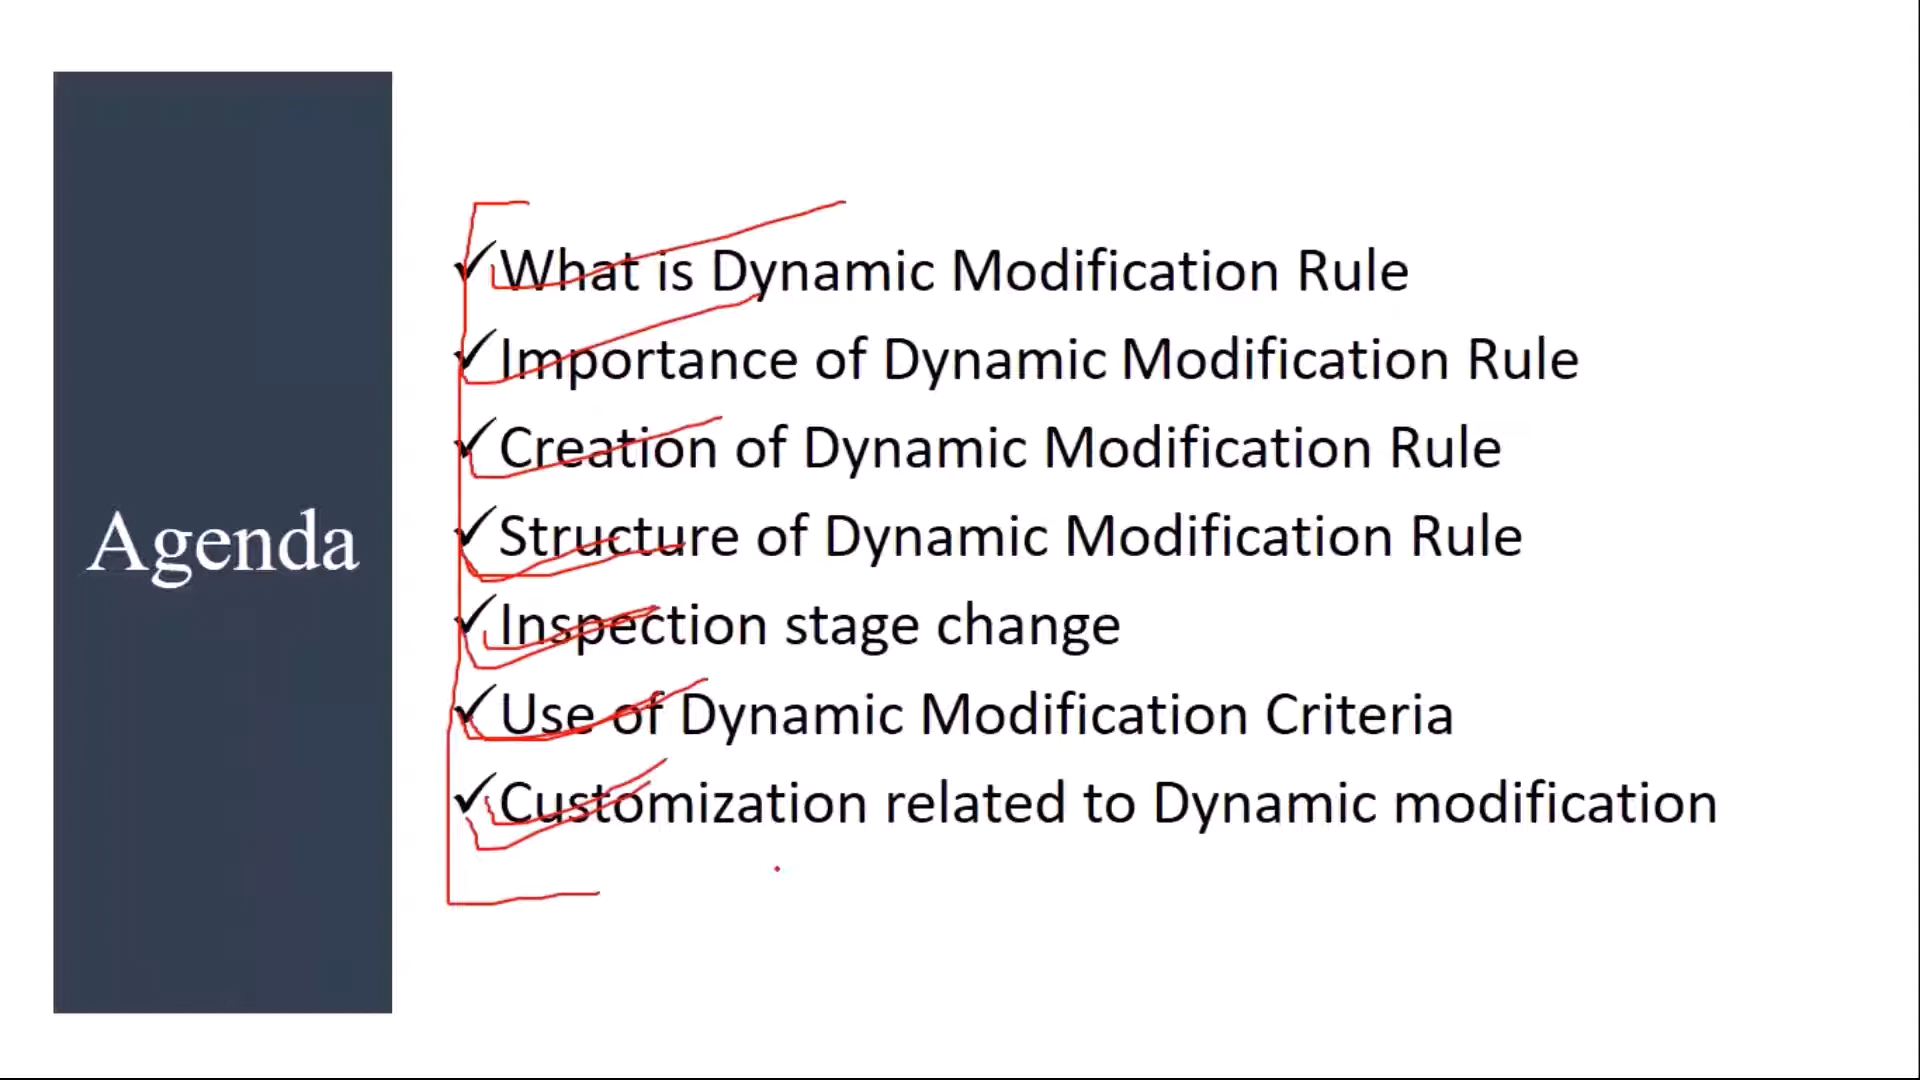 Agenda
✓What is Dynamic Modification Rule
✓Importance of Dynamic Modification Rule
✓Creation of Dynamic Modification Rule
✓Structure of Dynamic Modification Rule
✓Inspection stage change
✓Use of Dynamic Modification Criteria
✓Customization related to Dynamic modification